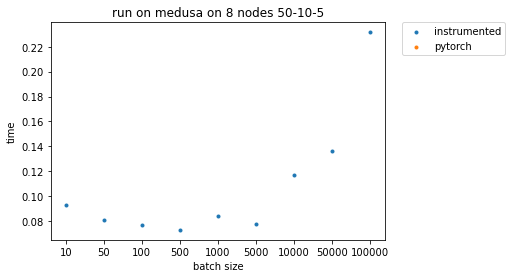 run on medusa on 8 nodes 50-10-5
instrumented
pytorch
0.22
0.20
0.18
0.16
0.14
0.12
0.10
0.08
time
10 50 100 500 1000 5000 10000 50000 100000
batch size